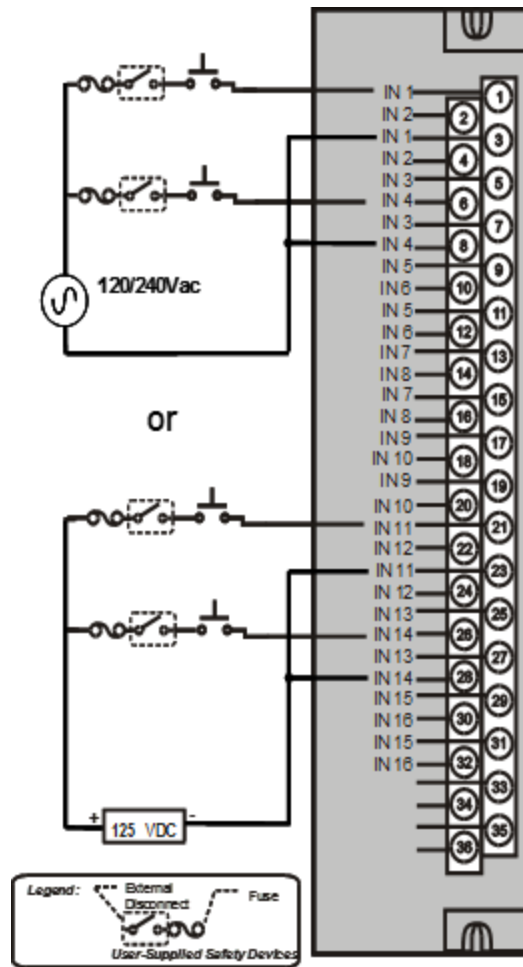 IN 1
IN 2
IN 1
IN 2
IN 3
IN 4
IN 3
IN 4
IN 5
IN6
IN 5
IN 6
IN7
IN 8
IN 7
IN 8
IN9
IN 10
IN9
IN 10
IN 11
IN 12
IN 11
IN 12
IN 13
IN 14
IN 13
IN 14
IN 15
IN 16
IN 15
IN 16
1
2
3
4
5
6
7
8
9
10
11
12
13
14
15
16
17
18
19
20
21
22
23
24
25
26
27
28
29
30
31
32
33
34
35
36
120/240Vac
or
+ 125 VDC -
Legend:
External
Disconnect
Fuse
User-Supplied Safety Devices